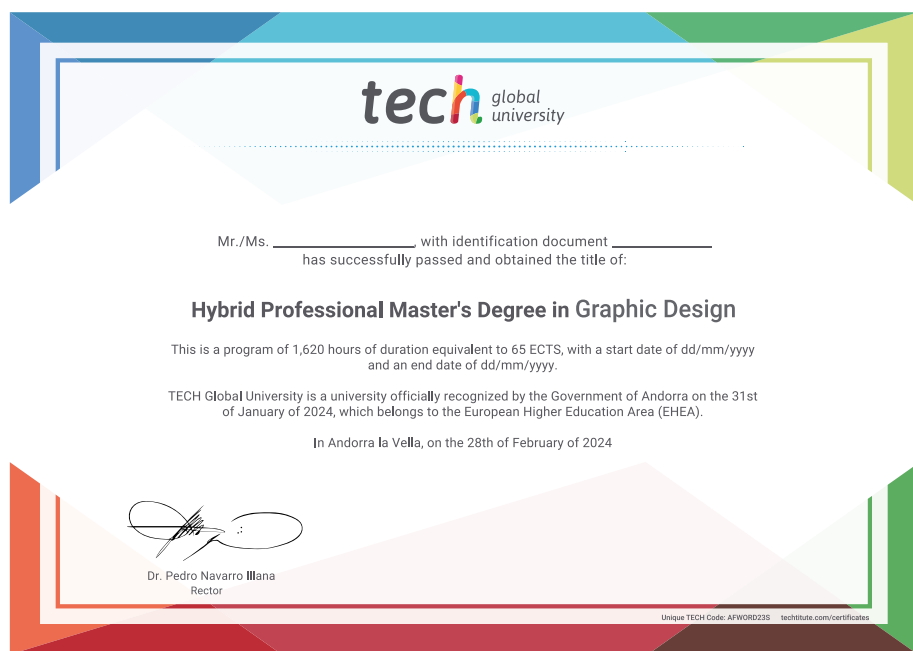 tech global
university
Mr./Ms. ____________, with identification document ____________
has successfully passed and obtained the title of:
Hybrid Professional Master's Degree in Graphic Design
This is a program of 1,620 hours of duration equivalent to 65 ECTS, with a start date of dd/mm/yyyy
and an end date of dd/mm/yyyy.
TECH Global University is a university officially recognized by the Government of Andorra on the 31st
of January of 2024, which belongs to the European Higher Education Area (EHEA).
In Andorra la Vella, on the 28th of February of 2024
Dr. Pedro Navarro Illana
Rector
Unique TECH Code: AFWORD23S techtitute.com/certificates